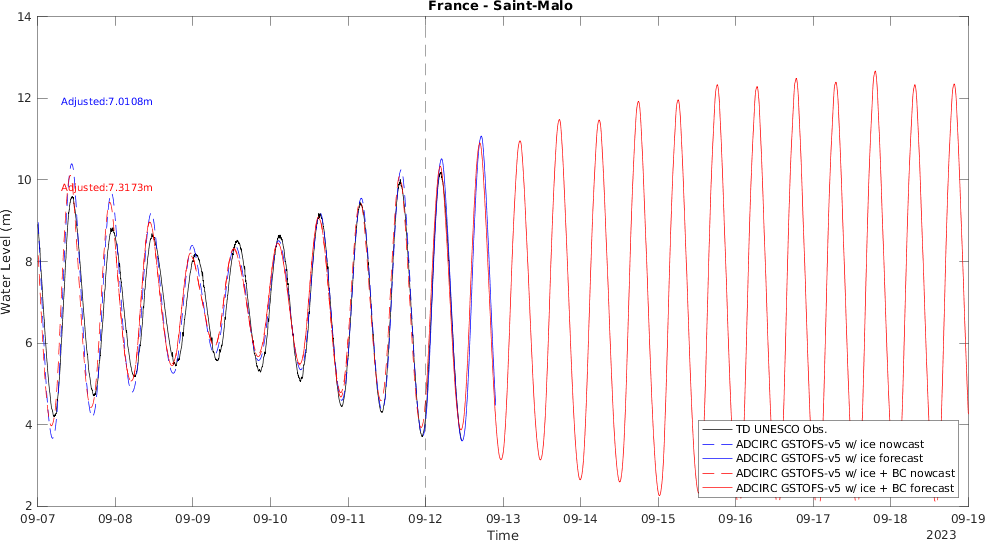 France - Saint-Malo
14
12
10
8
6
4
2
Water Level (m)
Adjusted:7.0108m
Adjusted:7.3173m
TD UNESCO Obs.
ADCIRC GSTOFS-v5 w/ ice nowcast
ADCIRC GSTOFS-v5 w/ ice forecast
ADCIRC GSTOFS-v5 w/ ice + BC nowcast
ADCIRC GSTOFS-v5 w/ ice + BC forecast
09-07 09-08 09-09 09-10 09-11 09-12 09-13 09-14 09-15 09-16 09-17 09-18 09-19
Time
2023